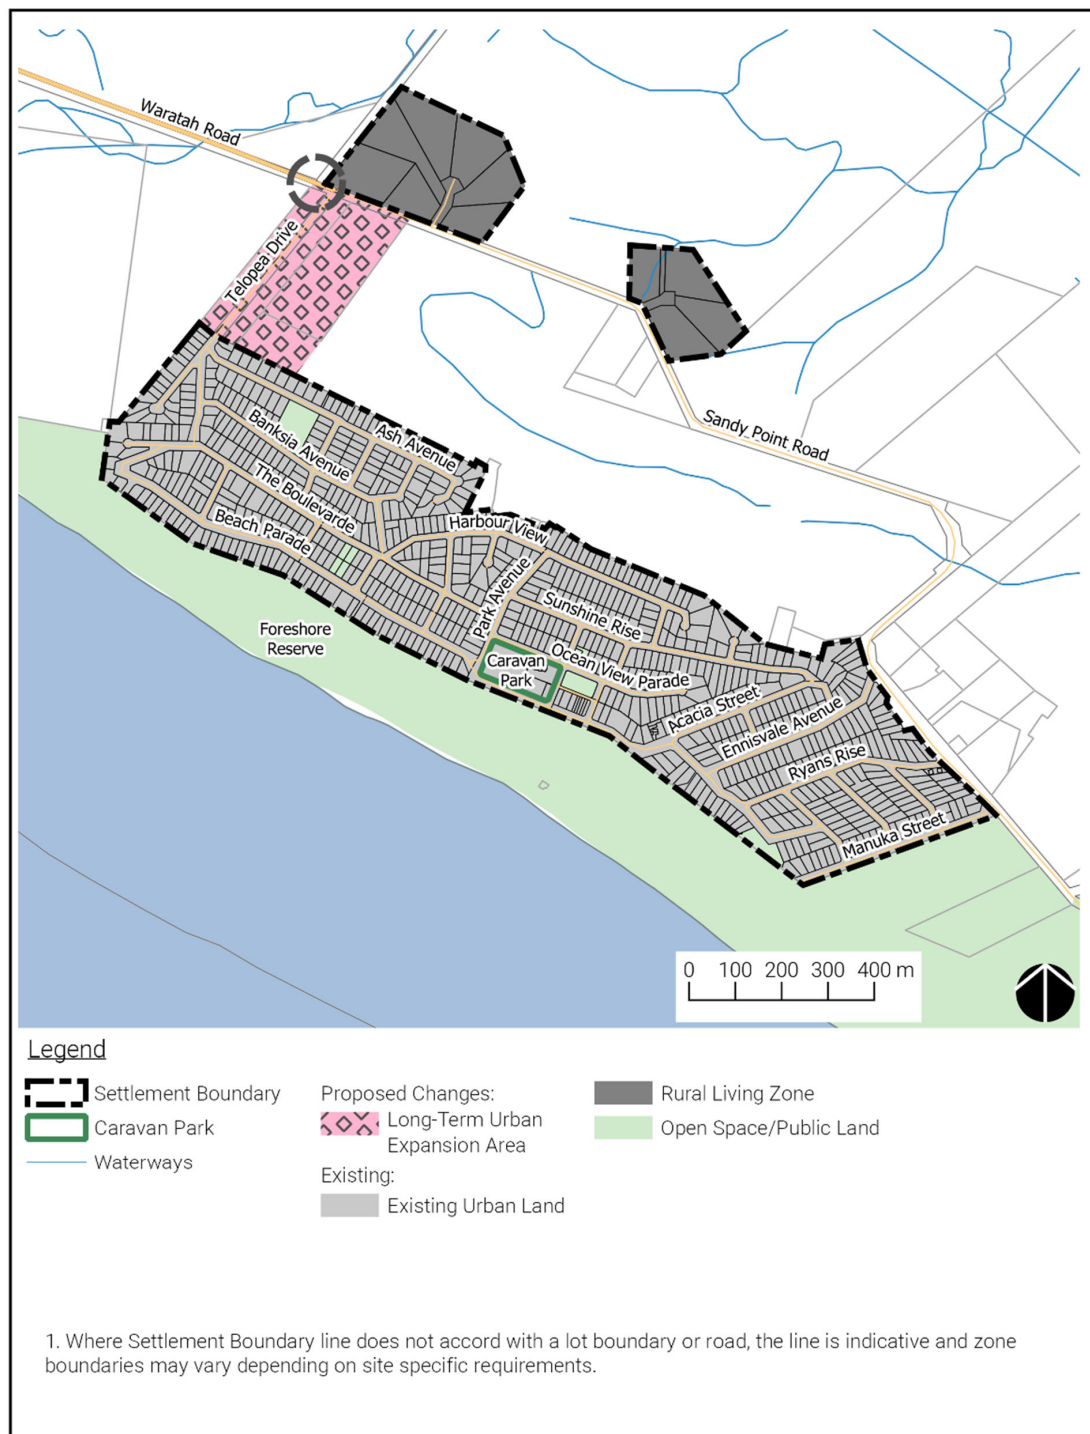 Waratah Road
Telopea Drive
Sandy Point Road
Ash Avenue
Banksia Avenue
The Boulevarde
Beach Parade
Harbour View
Park Avenue
Sunshine Rise
Foreshore
Reserve
Caravan
Park
Ocean View Parade
Acacia Street
Ennisvale Avenue
Ryans Rise
Manuka Street
0 100 200 300 400 m
Legend
Settlement Boundary
Caravan Park
Waterways
Proposed Changes:
Long-Term Urban
Expansion Area
Existing:
Existing Urban Land
Rural Living Zone
Open Space/Public Land
1. Where Settlement Boundary line does not accord with a lot boundary or road, the line is indicative and zone
boundaries may vary depending on site specific requirements.